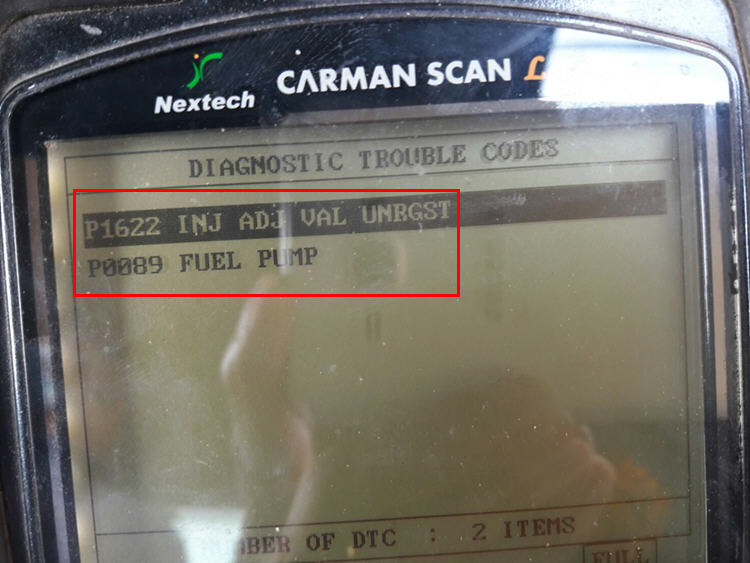 Nextech CARMAN SCAN L
DIAGNOSTIC TROUBLE CODES
P1622 INJ ADJ VAL UNRGST
P0089 FUEL PUMP
BER OF DTC : 2 ITEMS
FULL